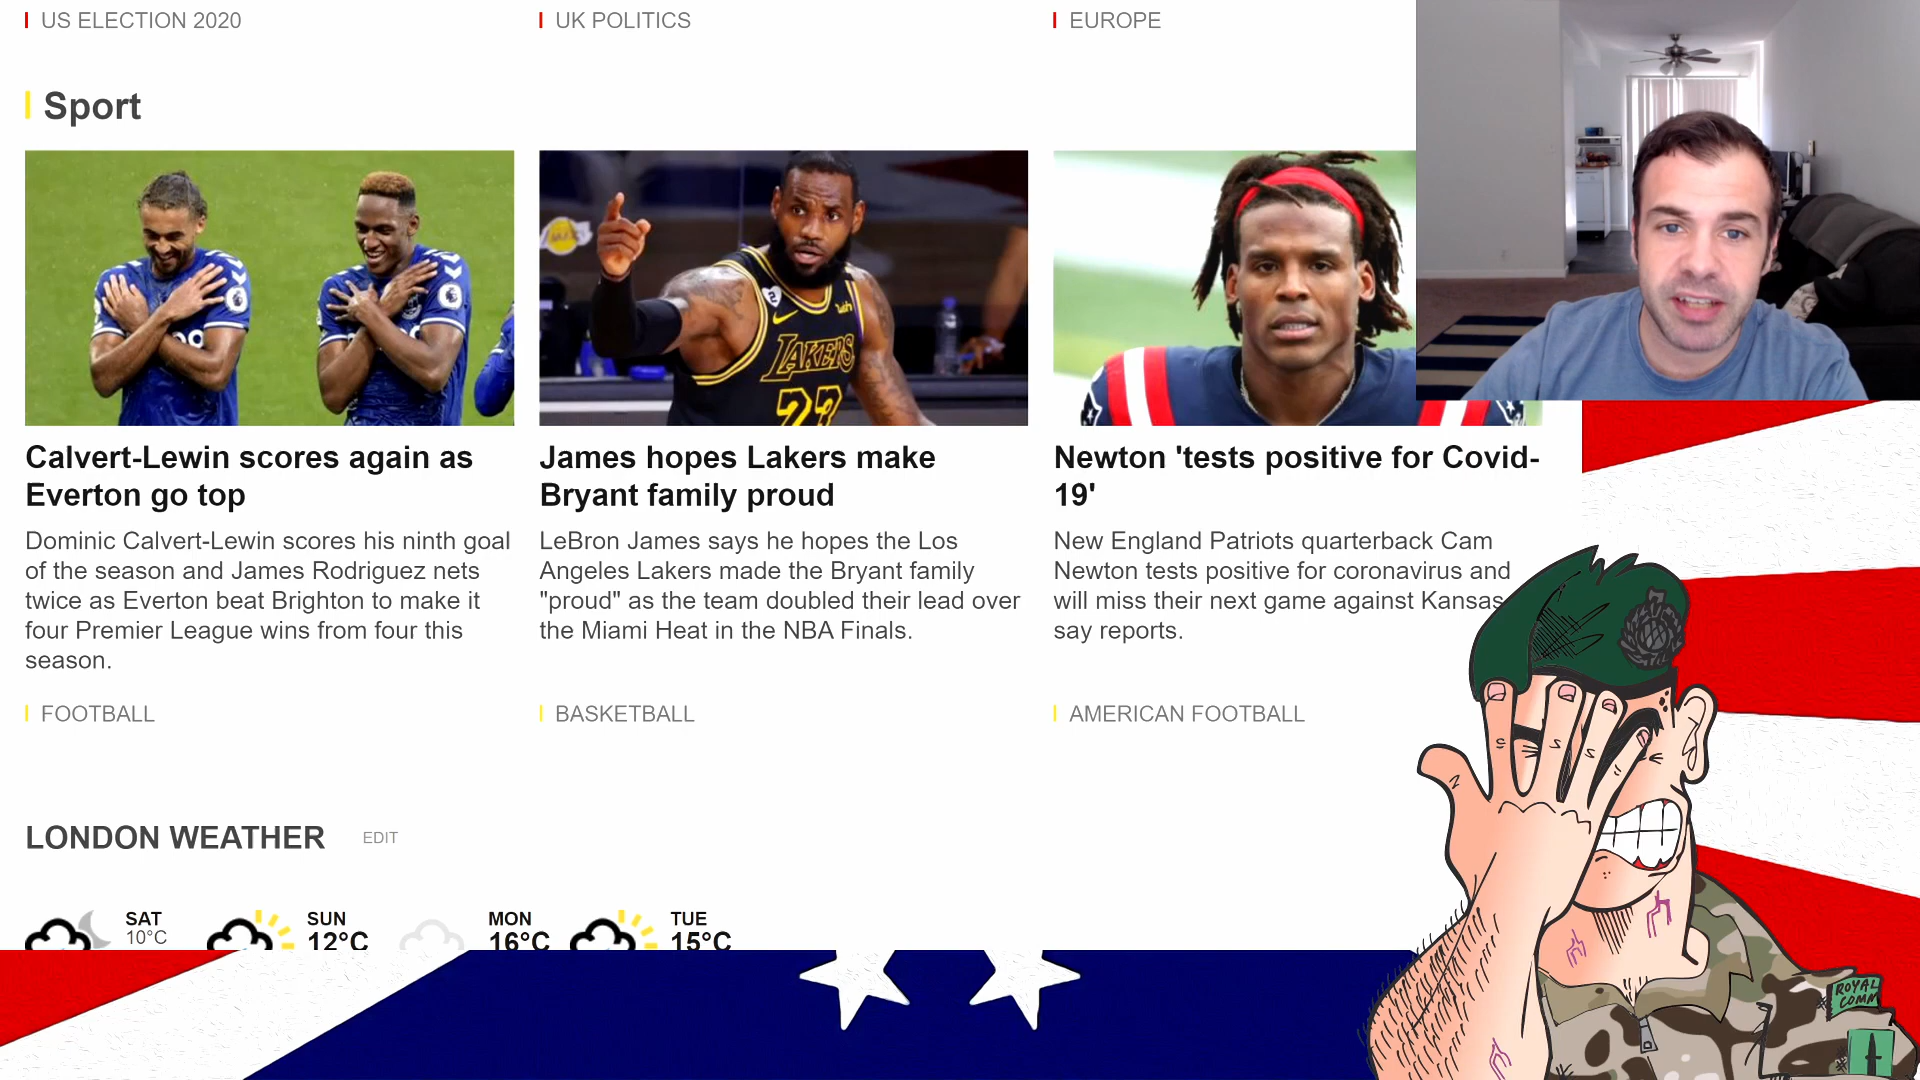 US ELECTION 2020
UK POLITICS
EUROPE
Sport
LAKERS
23
2
Calvert-Lewin scores again as
Everton go top
James hopes Lakers make
Bryant family proud
Newton 'tests positive for Covid-
19'
Dominic Calvert-Lewin scores his ninth goal
of the season and James Rodriguez nets
twice as Everton beat Brighton to make it
four Premier League wins from four this
season.
LeBron James says he hopes the Los
Angeles Lakers made the Bryant family
"proud" as the team doubled their lead over
the Miami Heat in the NBA Finals.
New England Patriots quarterback Cam
Newton tests positive for coronavirus and
will miss their next game against Kansas,
say reports.
FOOTBALL
BASKETBALL
AMERICAN FOOTBALL
LONDON WEATHER
EDIT
SAT
10°C
SUN
12°C
MON
16°C
TUE
15°C
ROYAL
COMM